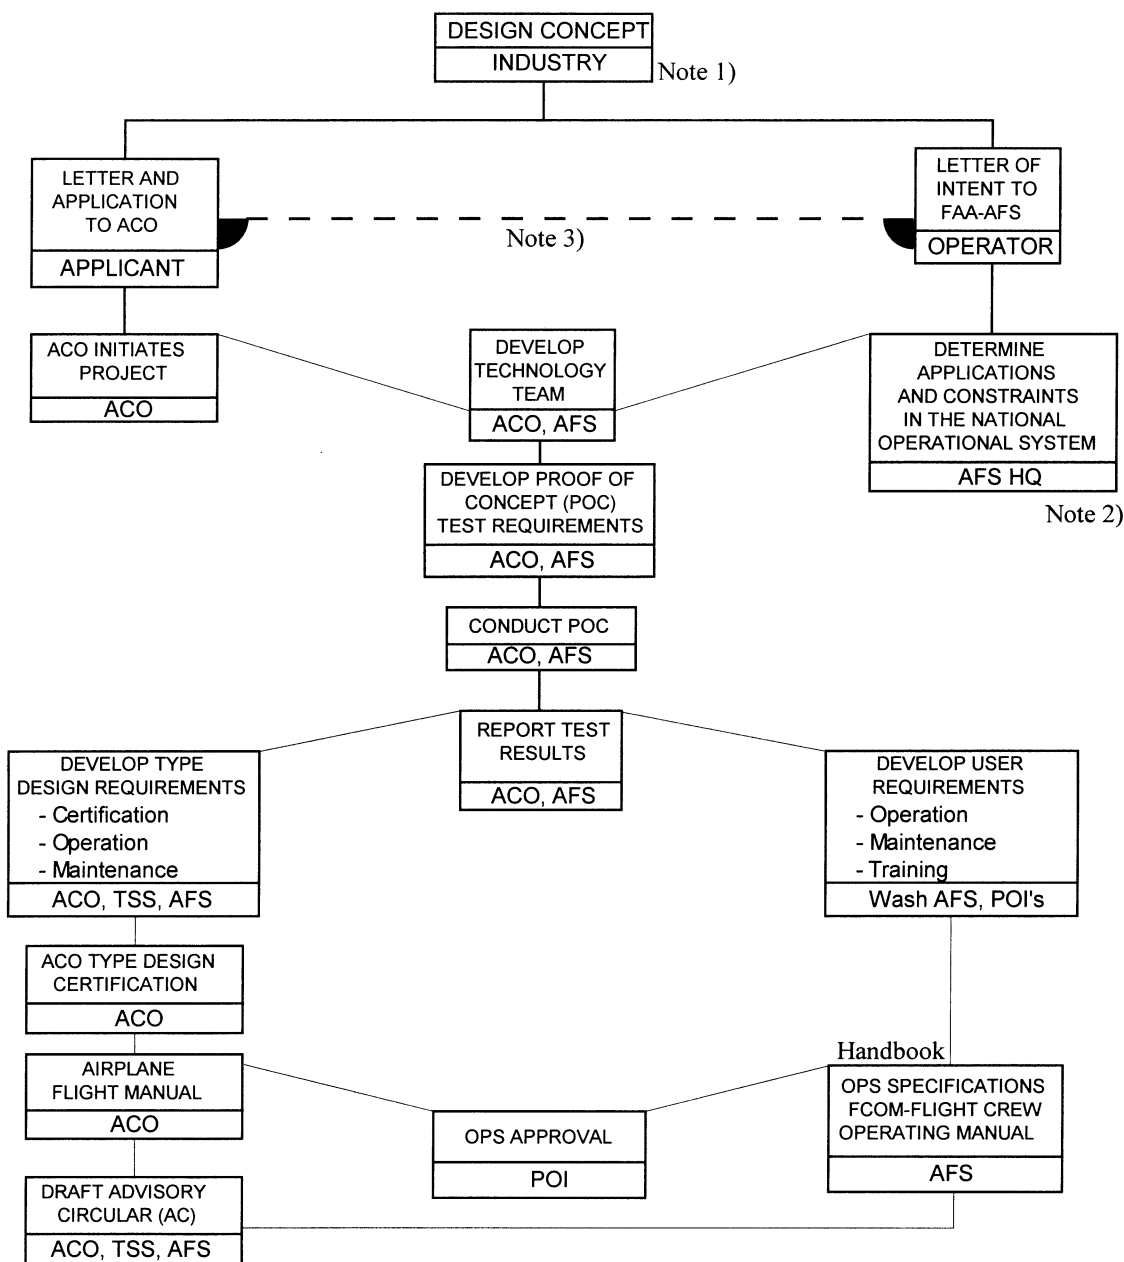 DESIGN CONCEPT
INDUSTRY
Note 1)
LETTER AND
APPLICATION
TO ACO
APPLICANT
LETTER OF
INTENT TO
FAA-AFS
OPERATOR
Note 3)
ACO INITIATES
PROJECT
ACO
DEVELOP
TECHNOLOGY
TEAM
ACO, AFS
DETERMINE
APPLICATIONS
AND CONSTRAINTS
IN THE NATIONAL
OPERATIONAL SYSTEM
AFS HQ
Note 2)
DEVELOP PROOF OF
CONCEPT (POC)
TEST REQUIREMENTS
ACO, AFS
CONDUCT POC
ACO, AFS
REPORT TEST
RESULTS
ACO, AFS
DEVELOP TYPE
DESIGN REQUIREMENTS
- Certification
- Operation
- Maintenance
ACO, TSS, AFS
DEVELOP USER
REQUIREMENTS
- Operation
- Maintenance
- Training
Wash AFS, POI's
ACO TYPE DESIGN
CERTIFICATION
ACO
AIRPLANE
FLIGHT MANUAL
ACO
Handbook
OPS SPECIFICATIONS
FCOM-FLIGHT CREW
OPERATING MANUAL
AFS
OPS APPROVAL
POI
DRAFT ADVISORY
CIRCULAR (AC)
ACO, TSS, AFS